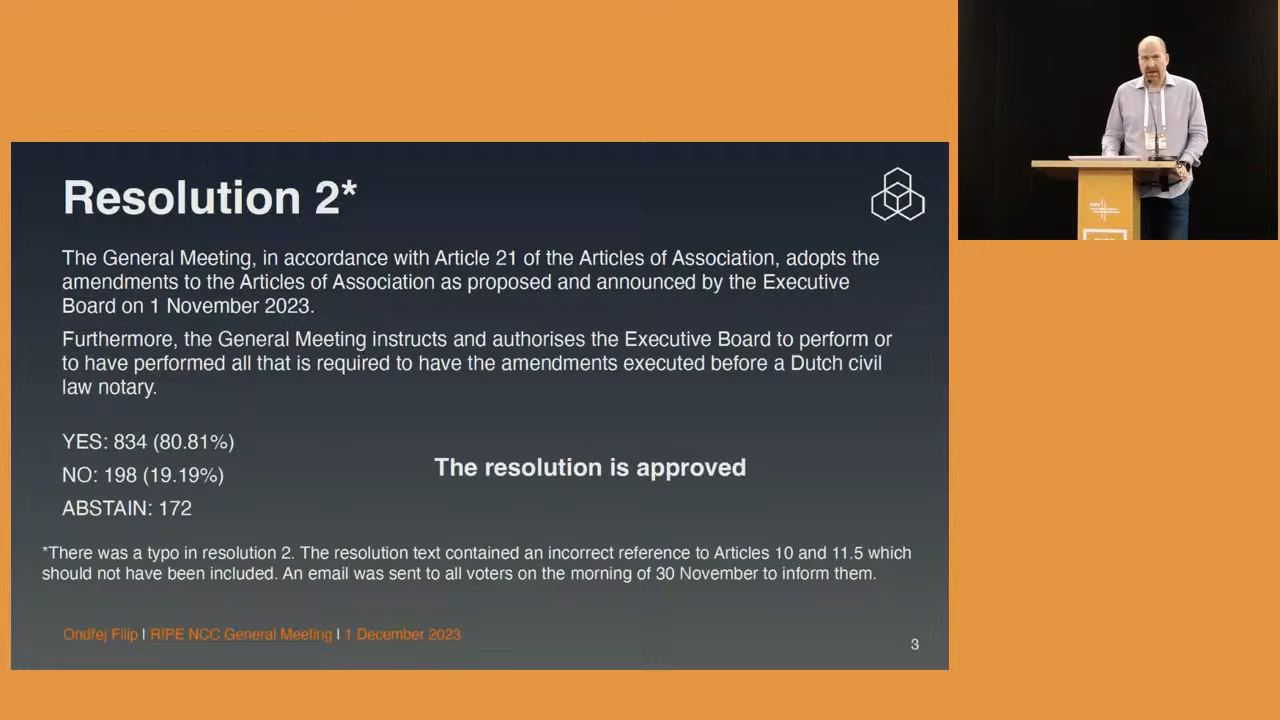 Resolution 2*
The General Meeting, in accordance with Article 21 of the Articles of Association, adopts the
amendments to the Articles of Association as proposed and announced by the Executive
Board on 1 November 2023.
Furthermore, the General Meeting instructs and authorises the Executive Board to perform or
to have performed all that is required to have the amendments executed before a Dutch civil
law notary.
YES: 834 (80.81%)
NO: 198 (19.19%)
ABSTAIN: 172
The resolution is approved
*There was a typo in resolution 2. The resolution text contained an incorrect reference to Articles 10 and 11.5 which
should not have been included. An email was sent to all voters on the morning of 30 November to inform them.
Ondřej Filip I RIPE NCC General Meeting I 1 December 2023
3